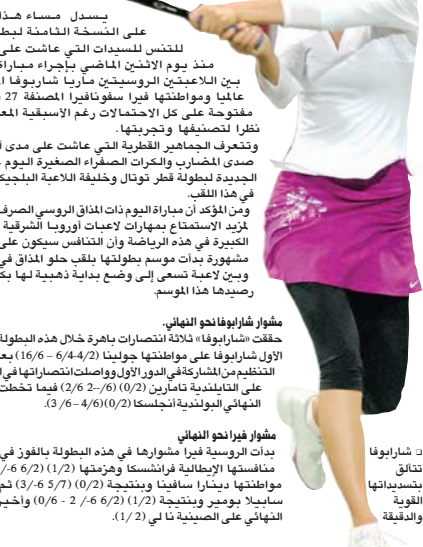 يسدل مساء هذا
على النسخة الثامنة لبط
للتنس للسيدات التي عاشت على
منذ يوم الاثنين الماضي بإجراء مباراة
بين اللاعبتين الروسيتين ماريا شاربوفا ا
عالميا ومواطنتها فيرا سفونافيرا المصنفة 27
مفتوحة على كل الاحتمالات رغم الأسبقية المع
نظرا لتصنيفها وتجربتها.
وتتعرف الجماهير القطرية التي عاشت على مدى أ
صدى المضارب والكرات الصفراء الصغيرة اليوم
الجديدة لبطولة قطر توتال وخليفة اللاعبة البلجيك
في هذا اللقب.
ومن المؤكد أن مباراة اليوم ذات المذاق الروسي الصرف
لمزيد الاستمتاع بمهارات لاعبات أوروبا الشرقية
الكبيرة في هذه الرياضة وأن التنافس سيكون على
مشهورة بدأت موسم بطولتها بلقب حلو المذاق في
وبين لاعبة تسعى إلى وضع بداية ذهبية لها بك
رصيدها هذا الموسم.
مشوار شارابوفا نحو النهائي.
حققت «شارابوفا» ثلاثة انتصارات باهرة خلال هذه البطولة
الأول شارابوفا على مواطنتها جولينا (4/2-6/4 – 16/6) بعد
التنظيم من المشاركة في الدور الأول وواصلت انتصاراتها في ا
على التايلندية تامارين (0/2) (6/--2 2/6) فيما تخطت
النهائي البولندية أنجلسكا (0/2) (4/6 – 6/ 3).
مشوار فيرا نحو النهائي
بدأت الروسية فيرا مشوارها في هذه البطولة بالفوز في
منافستها الإيطالية فرانشسكا وهزمتها (1/2) (6/2 6-/
مواطنتها دينارا سافينا وبنتيجة (0/2) (5/7 6-/3) ثم
سابيلا بومير وبنتيجة (1/2) (6/2 6-/ 2 - 0/6) وأخير
النهائي على الصينية نا لي (2 /1).
□ شارابوفا
تتألق
بتسديداتها
القوية
والدقيقة